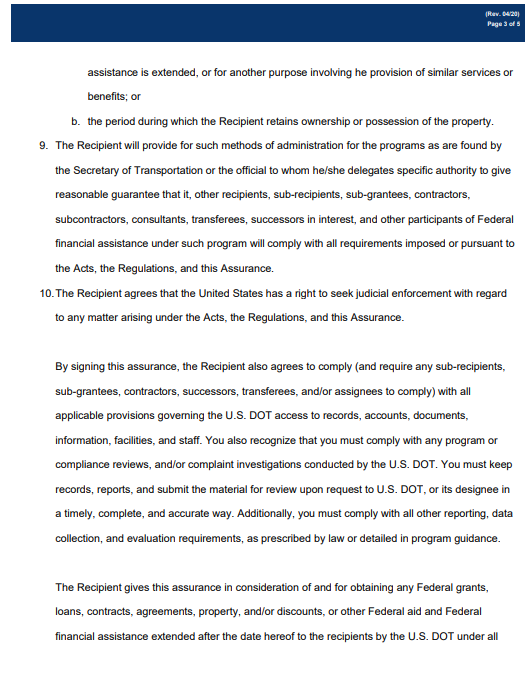 (Rev. 04/20)
Page 3 of 5
assistance is extended, or for another purpose involving he provision of similar services or
benefits; or
b. the period during which the Recipient retains ownership or possession of the property.
9. The Recipient will provide for such methods of administration for the programs as are found by
the Secretary of Transportation or the official to whom he/she delegates specific authority to give
reasonable guarantee that it, other recipients, sub-recipients, sub-grantees, contractors,
subcontractors, consultants, transferees, successors in interest, and other participants of Federal
financial assistance under such program will comply with all requirements imposed or pursuant to
the Acts, the Regulations, and this Assurance.
10. The Recipient agrees that the United States has a right to seek judicial enforcement with regard
to any matter arising under the Acts, the Regulations, and this Assurance.
By signing this assurance, the Recipient also agrees to comply (and require any sub-recipients,
sub-grantees, contractors, successors, transferees, and/or assignees to comply) with all
applicable provisions governing the U.S. DOT access to records, accounts, documents,
information, facilities, and staff. You also recognize that you must comply with any program or
compliance reviews, and/or complaint investigations conducted by the U.S. DOT. You must keep
records, reports, and submit the material for review upon request to U.S. DOT, or its designee in
a timely, complete, and accurate way. Additionally, you must comply with all other reporting, data
collection, and evaluation requirements, as prescribed by law or detailed in program guidance.
The Recipient gives this assurance in consideration of and for obtaining any Federal grants,
loans, contracts, agreements, property, and/or discounts, or other Federal aid and Federal
financial assistance extended after the date hereof to the recipients by the U.S. DOT under all